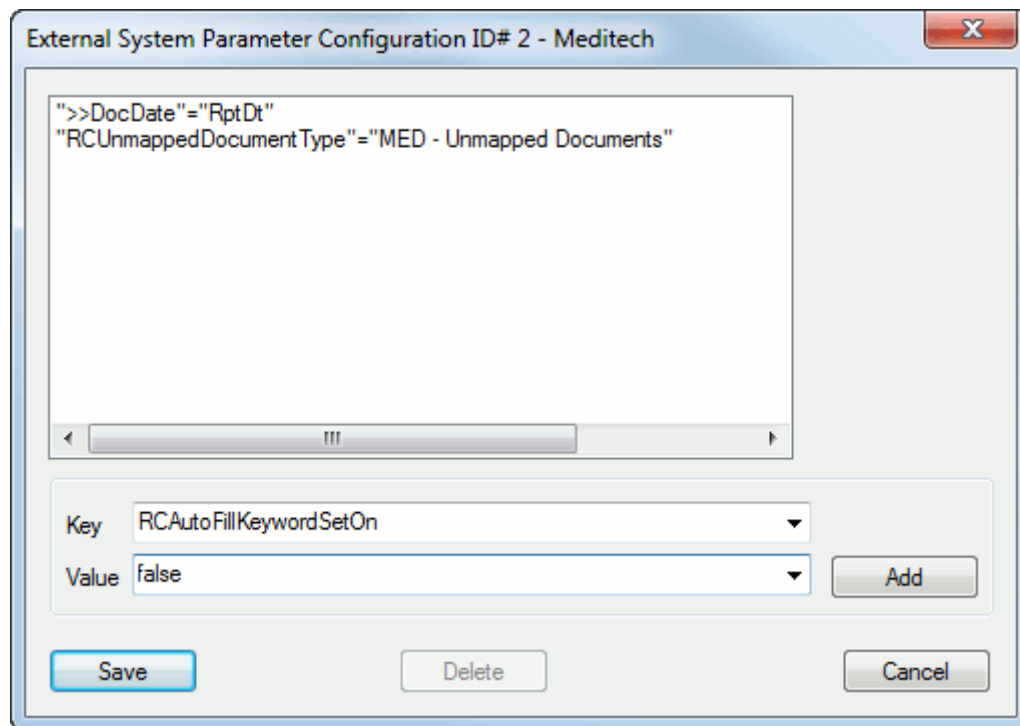 External System Parameter Configuration ID# 2 - Meditech
">>DocDate"="RptDt"
"RCUnmappedDocumentType"="MED - Unmapped Documents"
Key RCAutoFillKeywordSetOn
Value false Add
Save Delete Cancel